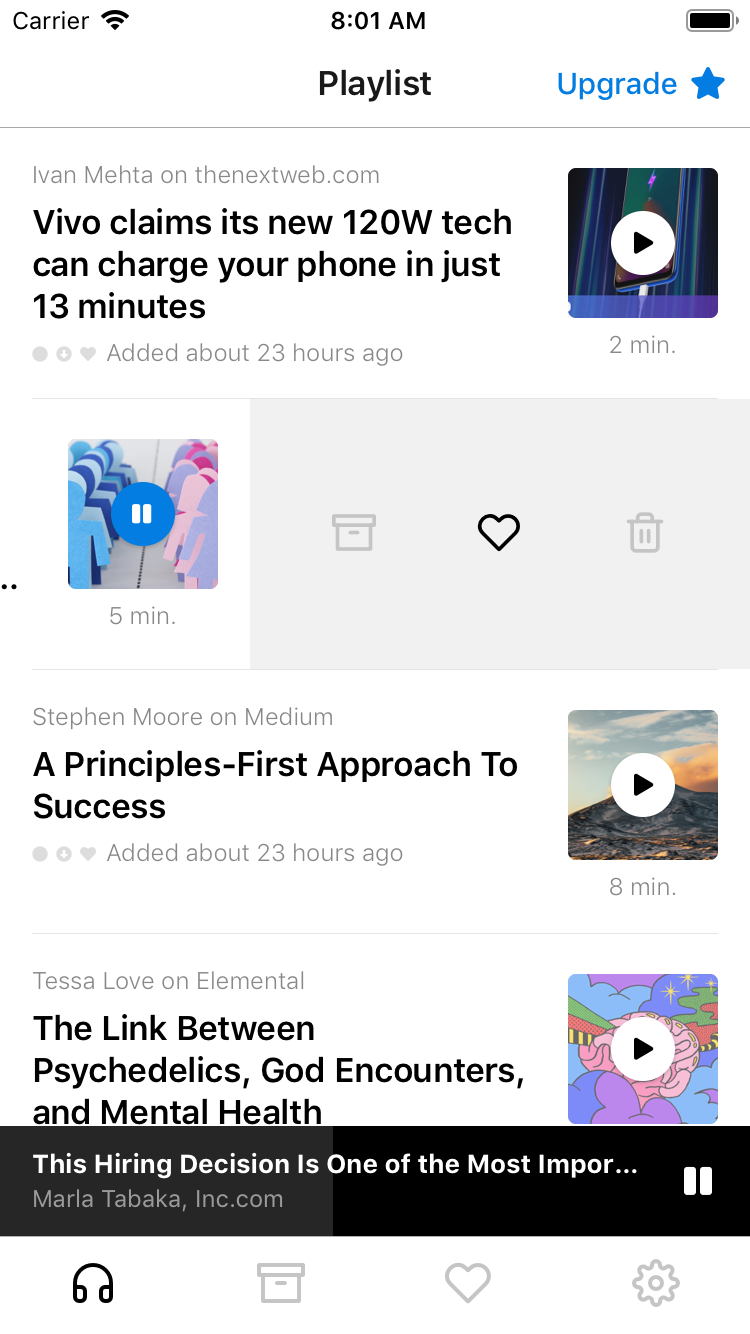 Carrier 8:01 AM
Playlist Upgrade
Ivan Mehta on thenextweb.com
Vivo claims its new 120W tech
can charge your phone in just
13 minutes
Added about 23 hours ago
2 min.
..
5 min.
Stephen Moore on Medium
A Principles-First Approach To
Success
Added about 23 hours ago
8 min.
Tessa Love on Elemental
The Link Between
Psychedelics, God Encounters,
and Mental Health
This Hiring Decision Is One of the Most Impor...
Marla Tabaka, Inc.com